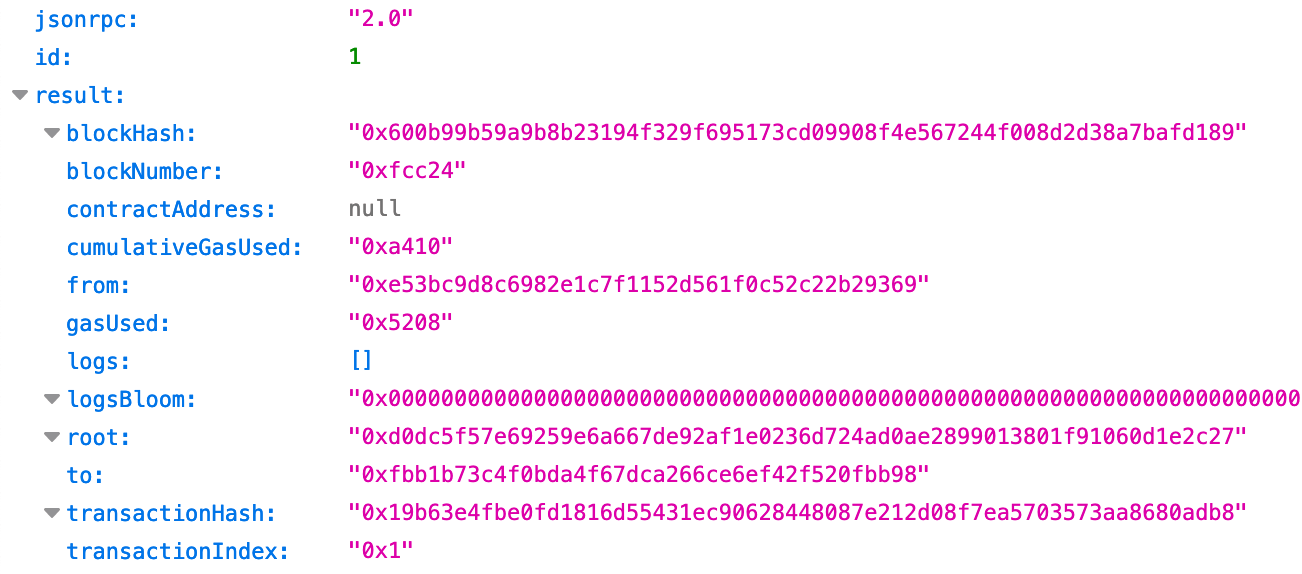 jsonrpc: "2.0"
id: 1
result:
blockHash: "0x600b99b59a9b8b23194f329f695173cd09908f4e567244f008d2d38a7bafd189"
blockNumber: "0xfcc24"
contractAddress: null
cumulativeGasUsed: "0xa410"
from: "0xe53bc9d8c6982e1c7f1152d561f0c52c22b29369"
gasUsed: "0x5208"
logs: []
logsBloom: "0x000000000000000000000000000000000000000000000000000000000000000000000
root: "0xd0dc5f57e69259e6a667de92af1e0236d724ad0ae2899013801f91060d1e2c27"
to: "0xfbb1b73c4f0bda4f67dca266ce6ef42f520fbb98"
transactionHash: "0x19b63e4fbe0fd1816d55431ec90628448087e212d08f7ea5703573aa8680adb8"
transactionIndex: "0x1"